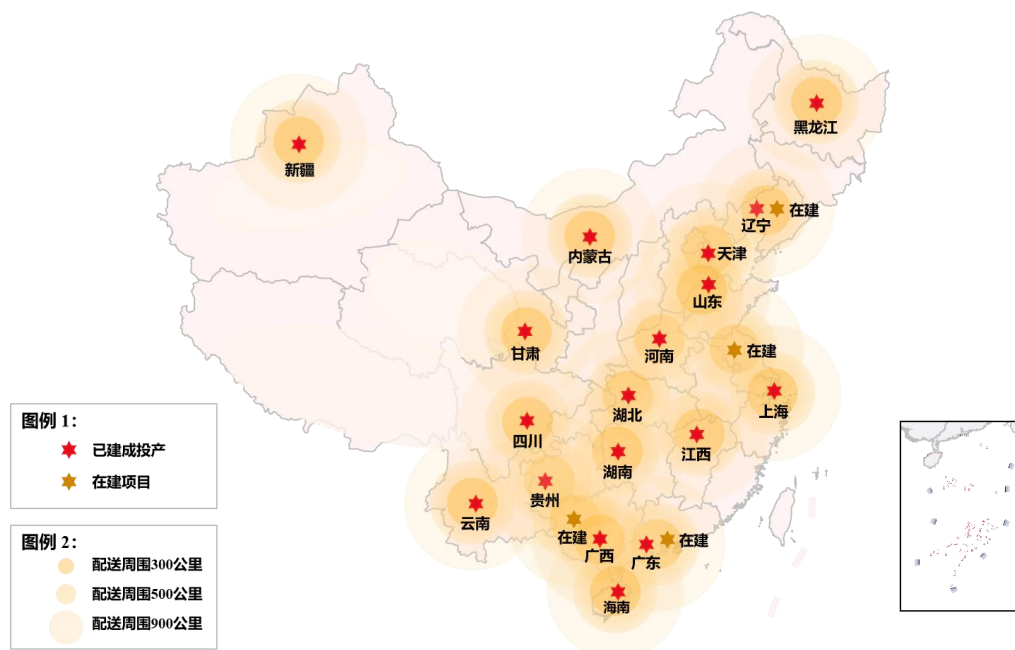 黑龙江
新疆
辽宁
在建
内蒙古
天津
山东
甘肃
河南
在建
湖北
上海
四川
江西
湖南
贵州
云南
在建
广西
广东
在建
海南
图例 1：
已建成投产
在建项目
图例 2：
配送周围300公里
配送周围500公里
配送周围900公里